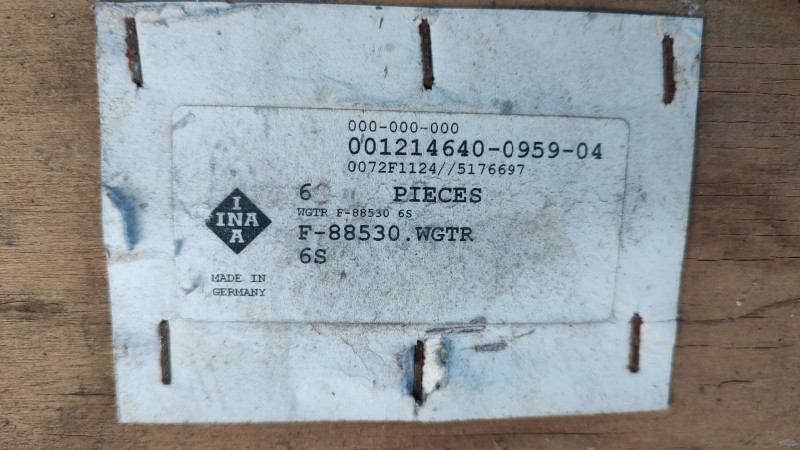 000-000-000
001214640-0959-04
0072F1124//5176697
PIECES
WGTR F-88530 6S
F-88530.WGTR
6S
I
INA
A
MADE IN
GERMANY